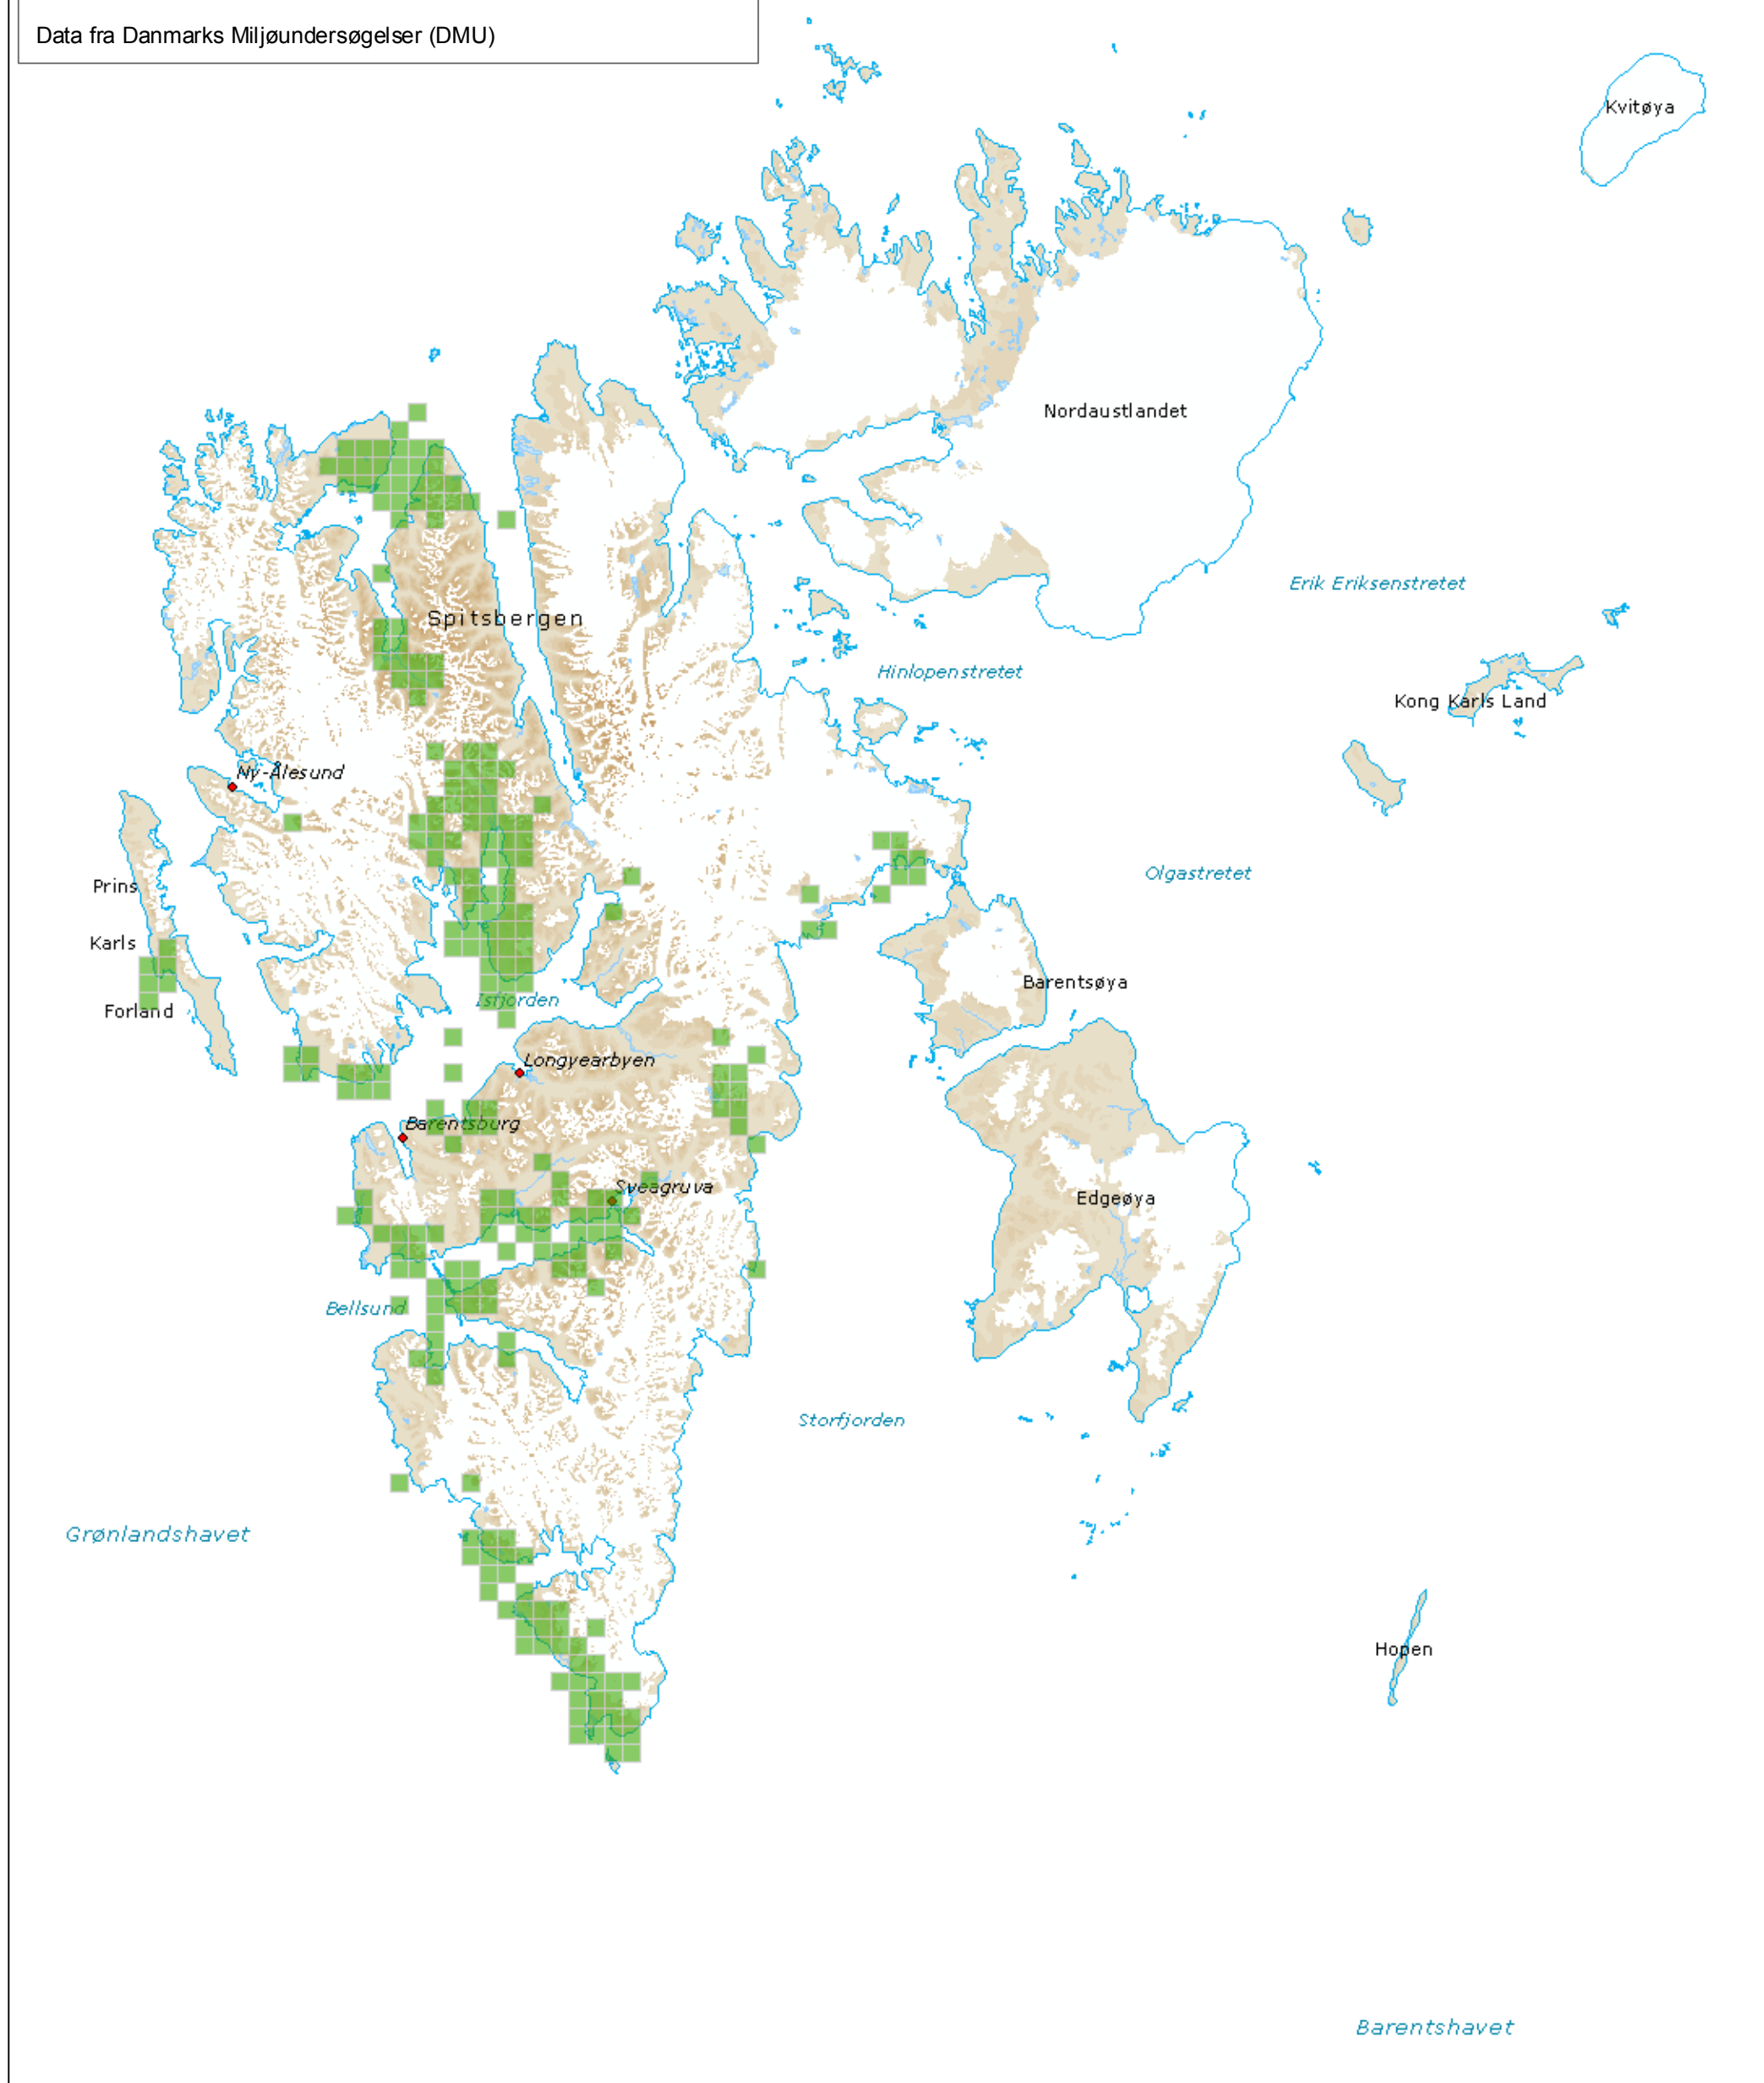 Data fra Danmarks Miljøundersøgelser (DMU)
Kvitøya
Nordaustlandet
Erik Eriksenstretet
Spitsbergen
Hinlopenstretet
Kong Karls Land
Ny-Ålesund
Olgastretet
Prins
Karls
Forland
Barentsøya
Isfjorden
Longyearbyen
Barentsburg
Sveagruva
Edgeøya
Bellsund
Storfjorden
Grønlandshavet
Hopen
Barentshavet